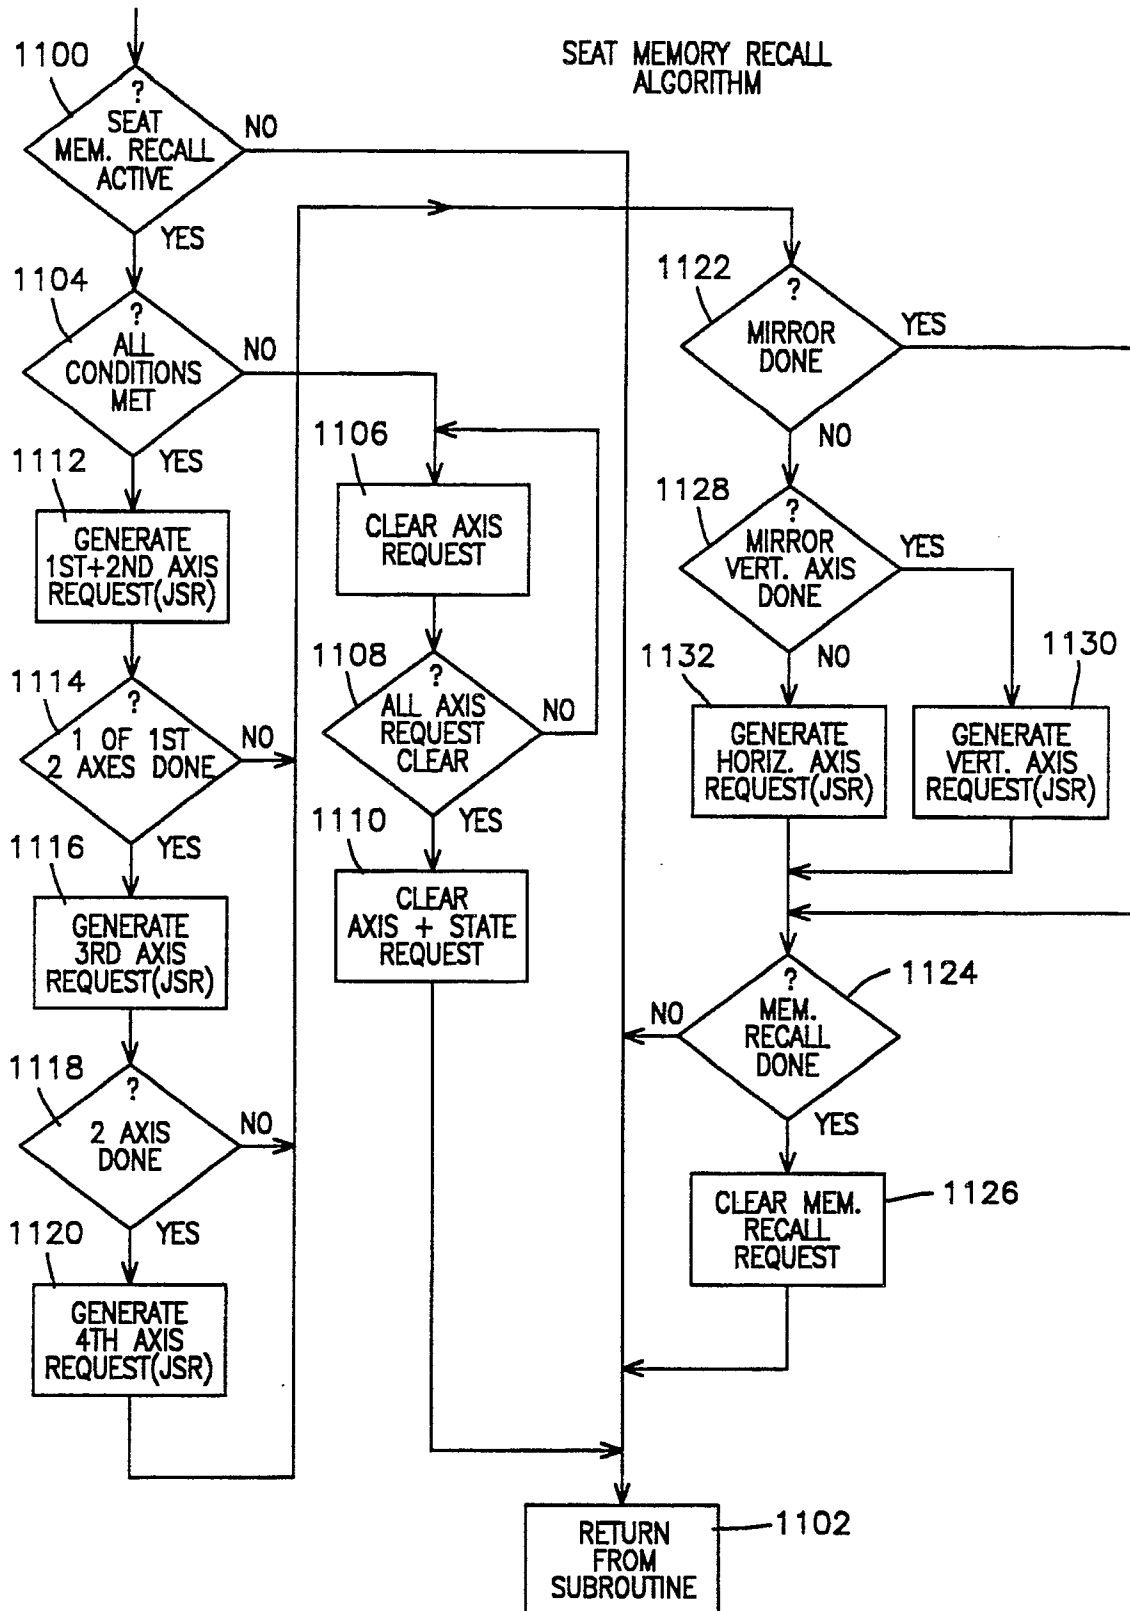 SEAT MEMORY RECALL
ALGORITHM
1100
?
SEAT
MEM. RECALL
ACTIVE
NO
YES
1104
?
ALL
CONDITIONS
MET
NO
YES
1112
GENERATE
1ST+2ND AXIS
REQUEST(JSR)
1114
?
1 OF 1ST
2 AXES DONE
NO
YES
1116
GENERATE
3RD AXIS
REQUEST(JSR)
1118
?
2 AXIS
DONE
NO
YES
1120
GENERATE
4TH AXIS
REQUEST(JSR)
1106
CLEAR AXIS
REQUEST
1108
?
ALL AXIS
REQUEST
CLEAR
NO
YES
1110
CLEAR
AXIS + STATE
REQUEST
1122
?
MIRROR
DONE
YES
NO
1128
?
MIRROR
VERT. AXIS
DONE
YES
NO
1132
GENERATE
HORIZ. AXIS
REQUEST(JSR)
1130
GENERATE
VERT. AXIS
REQUEST(JSR)
1124
?
MEM.
RECALL
DONE
NO
YES
1126
CLEAR MEM.
RECALL
REQUEST
1102
RETURN
FROM
SUBROUTINE